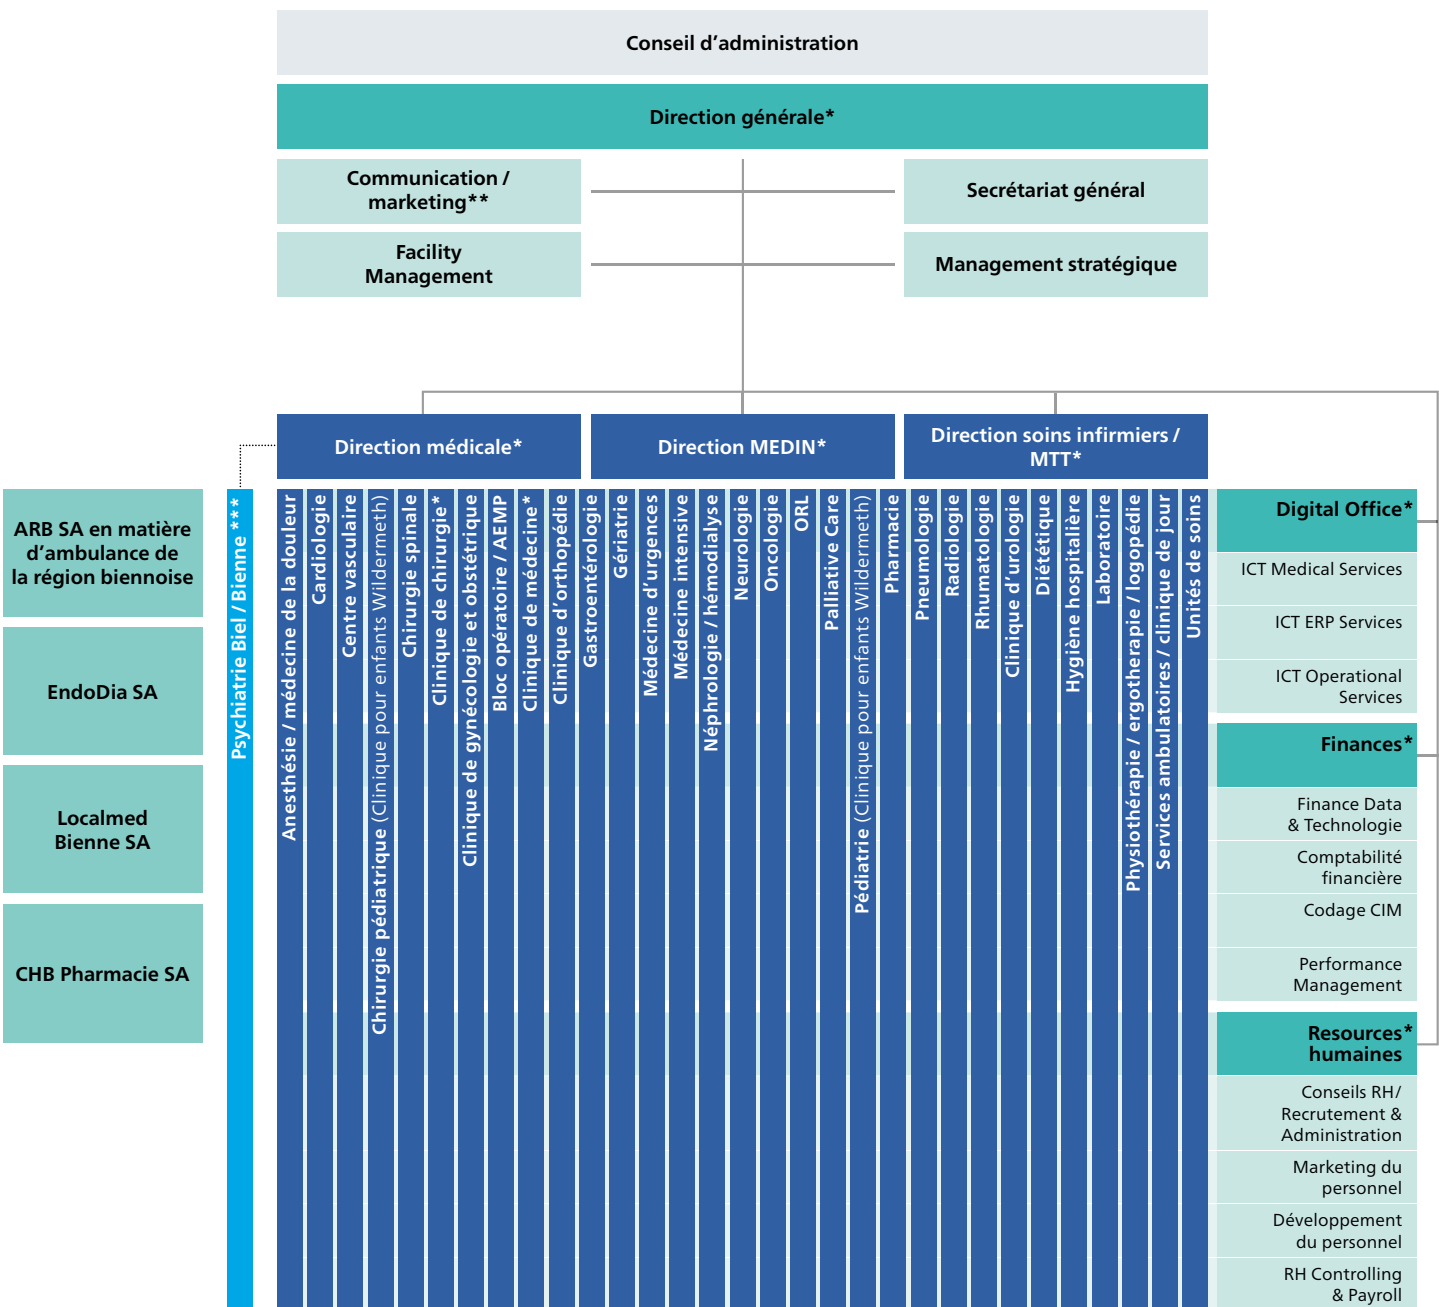 Conseil d’administration
Direction générale*
Communication /
marketing**
Secrétariat général
Facility
Management
Management stratégique
Direction médicale*
Direction MEDIN*
Direction soins infirmiers /
MTT*
ARB SA en matière
d’ambulance de
la région biennoise
EndoDia SA
Localmed
Bienne SA
CHB Pharmacie SA
Psychiatrie Biel / Bienne ***
Anesthésie / médecine de la douleur
Cardiologie
Centre vasculaire
Chirurgie pédiatrique (Clinique pour enfants Wildermeth)
Chirurgie spinale
Clinique de chirurgie*
Clinique de gynécologie et obstétrique
Bloc opératoire / AEMP
Clinique de médecine*
Clinique d’orthopédie
Gastroentérologie
Gériatrie
Médecine d’urgences
Médecine intensive
Néphrologie / hémodialyse
Neurologie
Oncologie
ORL
Palliative Care
Pédiatrie (Clinique pour enfants Wildermeth)
Pharmacie
Pneumologie
Radiologie
Rhumatologie
Clinique d’urologie
Diététique
Hygiène hospitalière
Laboratoire
Physiothérapie / ergotherapie / logopédie
Services ambulatoires / clinique de jour
Unités de soins
Digital Office*
ICT Medical Services
ICT ERP Services
ICT Operational
Services
Finances*
Finance Data
& Technologie
Comptabilité
financière
Codage CIM
Performance
Management
Resources*
humaines
Conseils RH/
Recrutement &
Administration
Marketing du
personnel
Développement
du personnel
RH Controlling
& Payroll